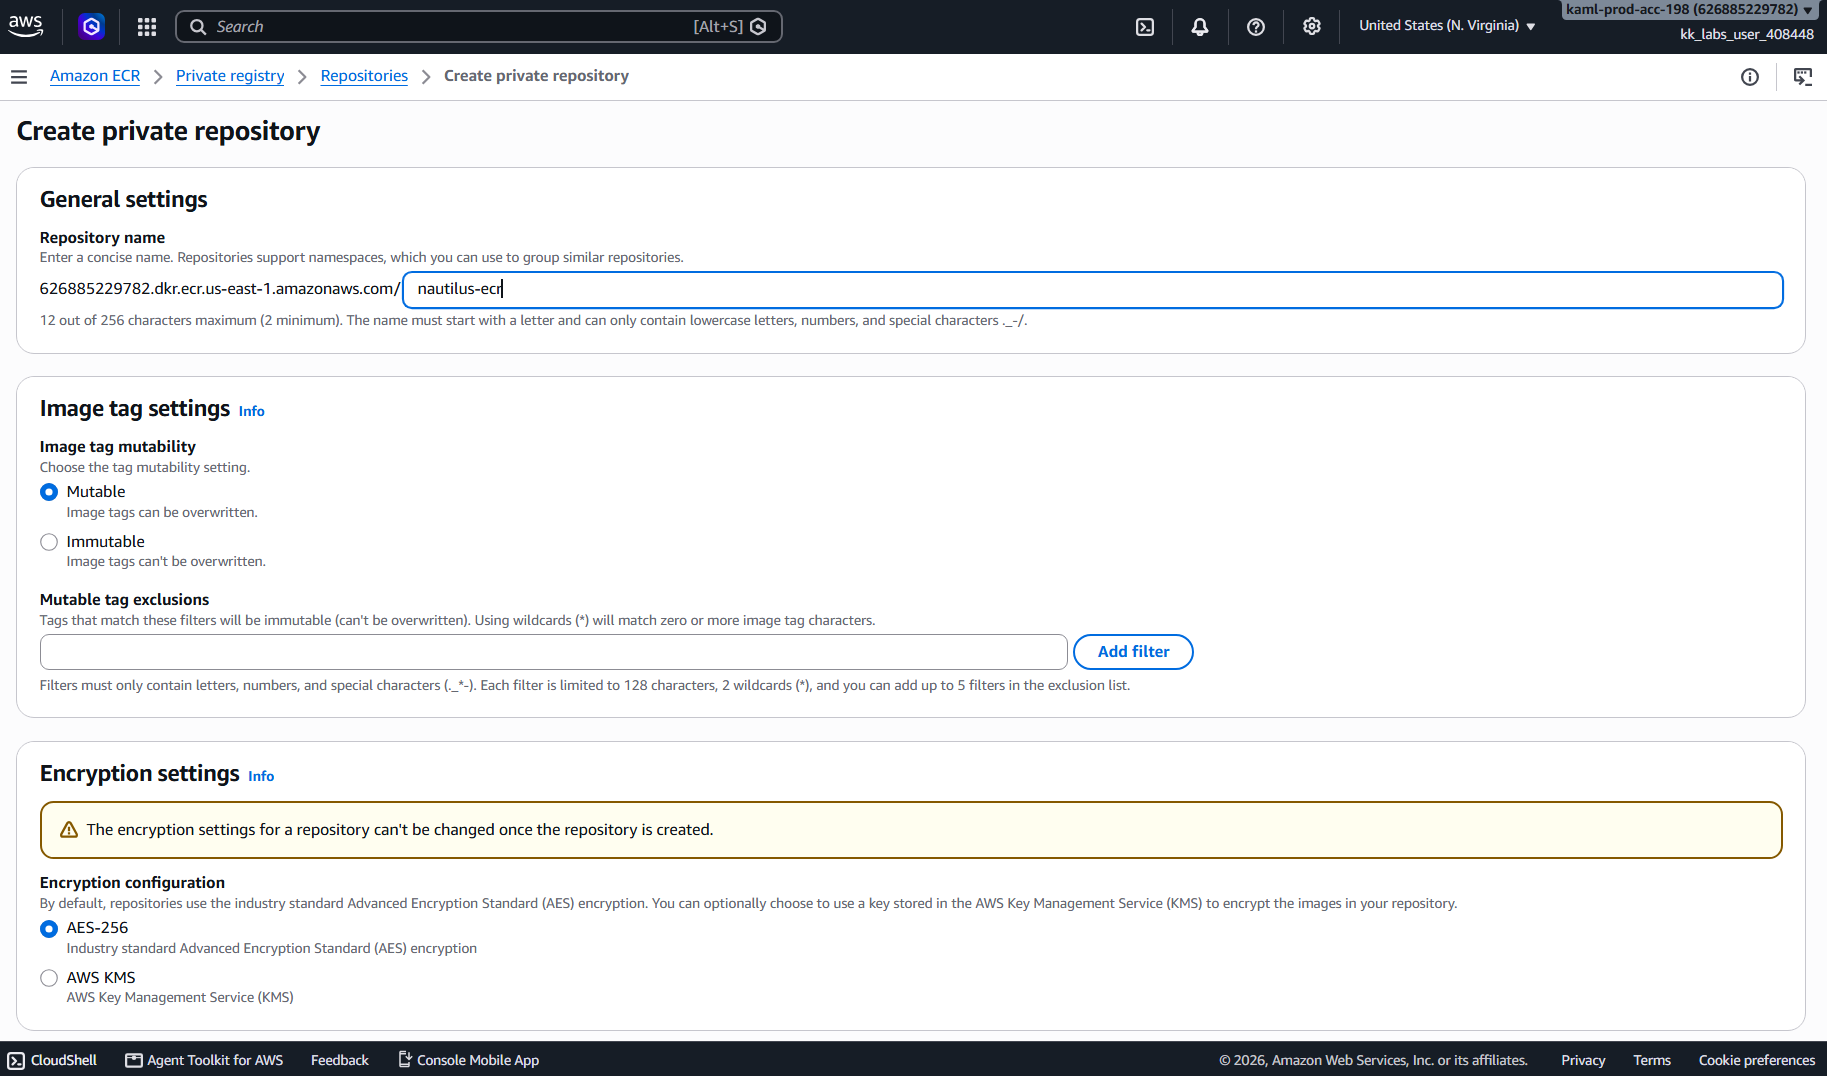 aws
Search [Alt+S]
United States (N. Virginia)
kaml-prod-acc-198 (626885229782)
kk_labs_user_408448
Amazon ECR
Private registry
Repositories
Create private repository
Create private repository
General settings
Repository name
Enter a concise name. Repositories support namespaces, which you can use to group similar repositories.
626885229782.dkr.ecr.us-east-1.amazonaws.com/ nautilus-ecr
12 out of 256 characters maximum (2 minimum). The name must start with a letter and can only contain lowercase letters, numbers, and special characters ._-/.
Image tag settings Info
Image tag mutability
Choose the tag mutability setting.
Mutable
Image tags can be overwritten.
Immutable
Image tags can't be overwritten.
Mutable tag exclusions
Tags that match these filters will be immutable (can't be overwritten). Using wildcards (*) will match zero or more image tag characters.
Add filter
Filters must only contain letters, numbers, and special characters (._*-). Each filter is limited to 128 characters, 2 wildcards (*), and you can add up to 5 filters in the exclusion list.
Encryption settings Info
The encryption settings for a repository can't be changed once the repository is created.
Encryption configuration
By default, repositories use the industry standard Advanced Encryption Standard (AES) encryption. You can optionally choose to use a key stored in the AWS Key Management Service (KMS) to encrypt the images in your repository.
AES-256
Industry standard Advanced Encryption Standard (AES) encryption
AWS KMS
AWS Key Management Service (KMS)
CloudShell
Agent Toolkit for AWS
Feedback
Console Mobile App
© 2026, Amazon Web Services, Inc. or its affiliates.
Privacy
Terms
Cookie preferences